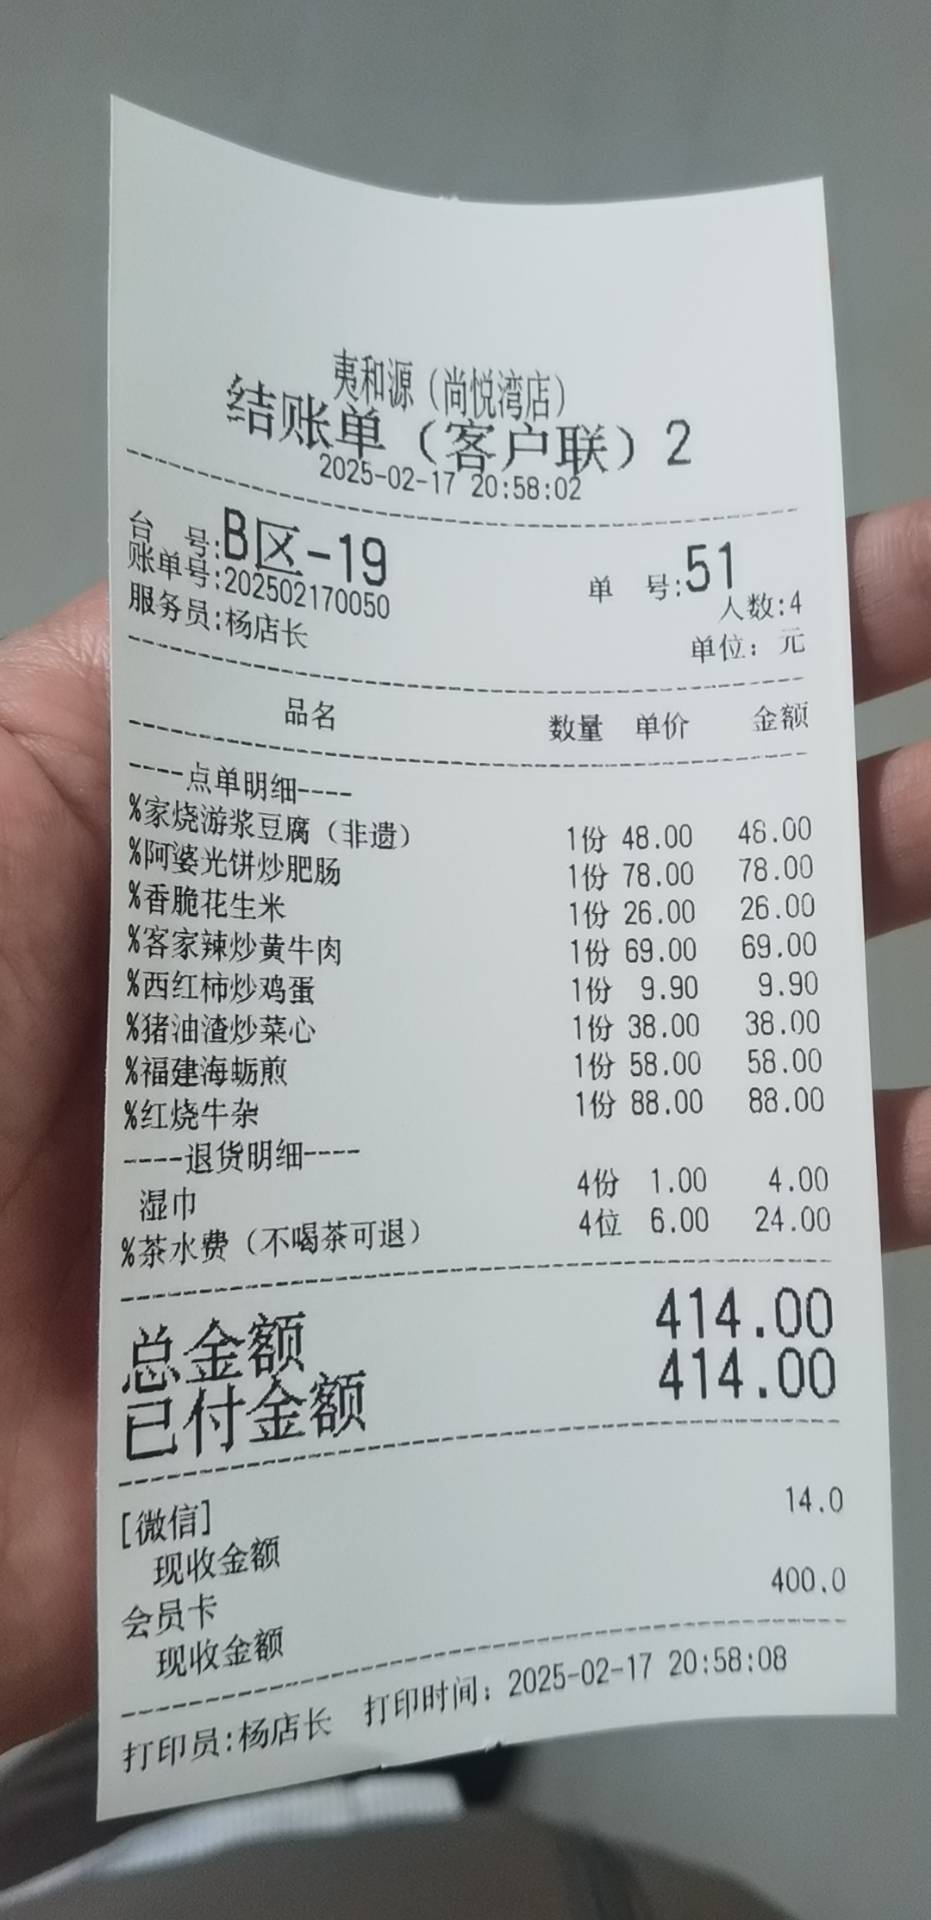 夷和源（尚悦湾店）
结账单（客户联）2
2025-02-17 20:58:02
台 号:B区-19 单 号:51
账单号:202502170050 人数:4
服务员:杨店长 单位: 元
品名 数量 单价 金额
----点单明细----
%家烧游浆豆腐（非遗） 1份 48.00 48.00
%阿婆光饼炒肥肠 1份 78.00 78.00
%香脆花生米 1份 26.00 26.00
%客家辣炒黄牛肉 1份 69.00 69.00
%西红柿炒鸡蛋 1份 9.90 9.90
%猪油渣炒菜心 1份 38.00 38.00
%福建海蛎煎 1份 58.00 58.00
%红烧牛杂 1份 88.00 88.00
----退货明细----
湿巾 4份 1.00 4.00
%茶水费（不喝茶可退） 4位 6.00 24.00
总金额 414.00
已付金额 414.00
[微信]
现收金额 14.0
会员卡
现收金额 400.0
打印员:杨店长 打印时间: 2025-02-17 20:58:08